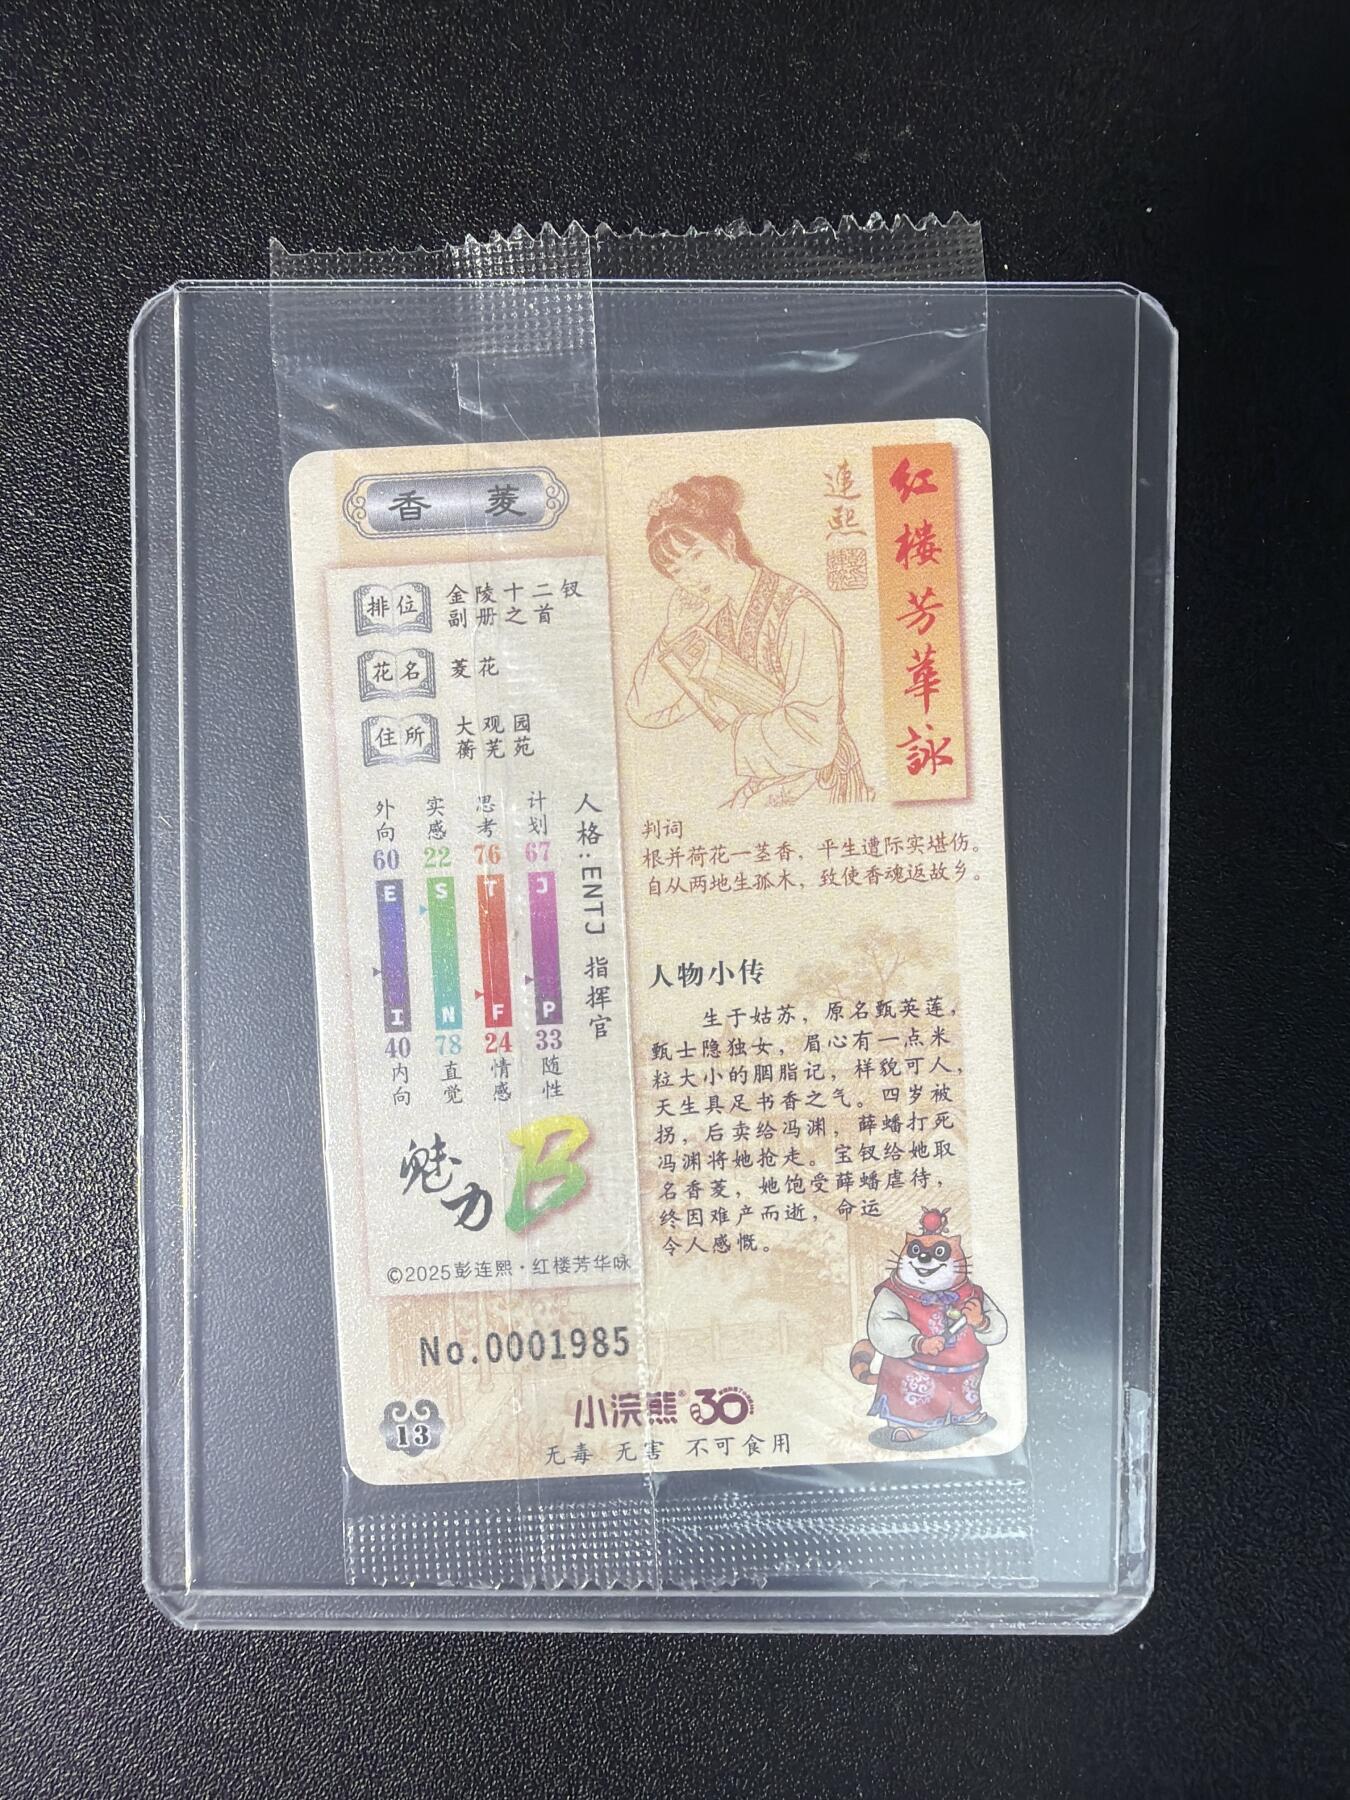 香菱
排位 金陵十二钗
副册之首
花名 菱花
住所 大观园
蘅芜苑
外向 实感 思考 计划
60 22 76 67
E S T J
I N F P
40 78 24 33
内向 直觉 情感 随性
人格:ENTJ 指挥官
魅力 B
©2025彭连熙·红楼芳华咏
No.0001985
13
連熙
红楼芳華詠
判词
根并荷花一茎香，平生遭际实堪伤。
自从两地生孤木，致使香魂返故乡。
人物小传
生于姑苏，原名甄英莲，
甄士隐独女，眉心有一点米
粒大小的胭脂记，样貌可人，
天生具足书香之气。四岁被
拐，后卖给冯渊，薛蟠打死
冯渊将她抢走。宝钗给她取
名香菱，她饱受薛蟠虐待，
终因难产而逝，命运
令人感慨。
小浣熊® 30
无毒 无害 不可食用